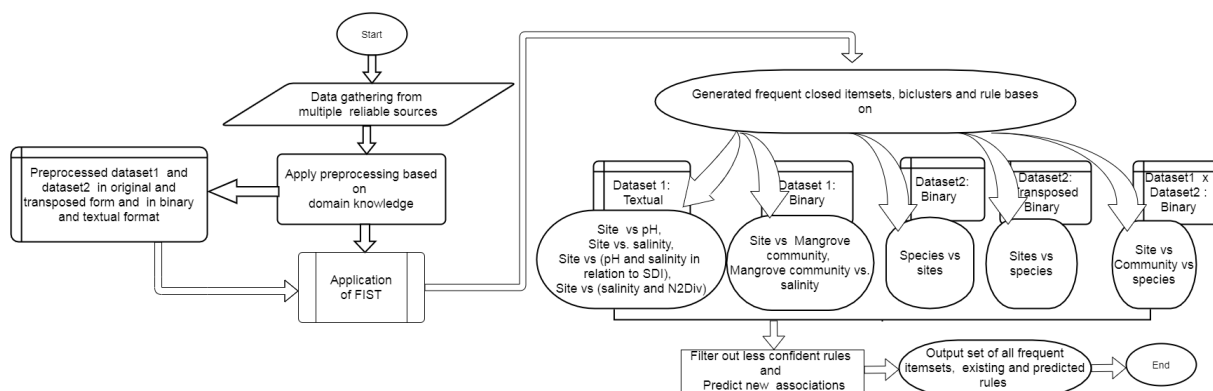 Start
Data gathering from
multiple reliable sources
Apply preprocessing based
on
domain knowledge
Preprocessed dataset1 and
dataset2 in original and
transposed form and in binary
and textual format
Application
of FIST
Generated frequent closed itemsets, biclusters and rule bases
on
Dataset 1:
Textual
Site vs pH,
Site vs. salinity,
Site vs (pH and salinity in
relation to SDI),
Site vs (salinity and N2Div)
Dataset 1:
Binary
Site vs Mangrove
community,
Mangrove community vs.
salinity
Dataset2:
Binary
Species vs
sites
Dataset2:
Transposed
Binary
Sites vs
species
Dataset1 x
Dataset2 :
Binary
Site vs
Community vs
species
Filter out less confident rules
and
Predict new associations
Output set of all frequent
itemsets, existing and predicted
rules
End